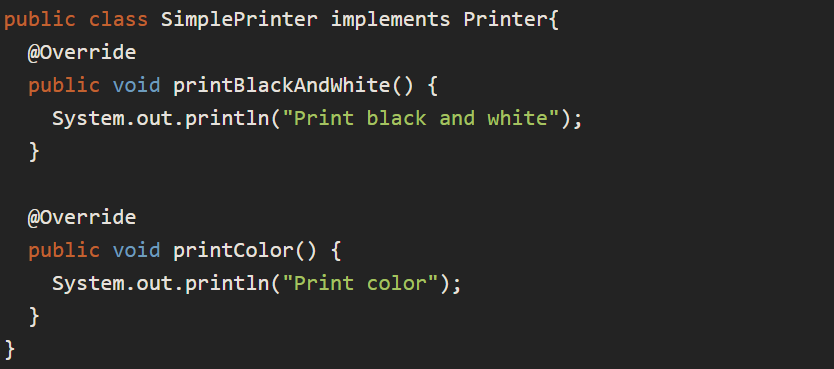 public class SimplePrinter implements Printer{
  @Override
  public void printBlackAndWhite() {
    System.out.println("Print black and white");
  }

  @Override
  public void printColor() {
    System.out.println("Print color");
  }
}